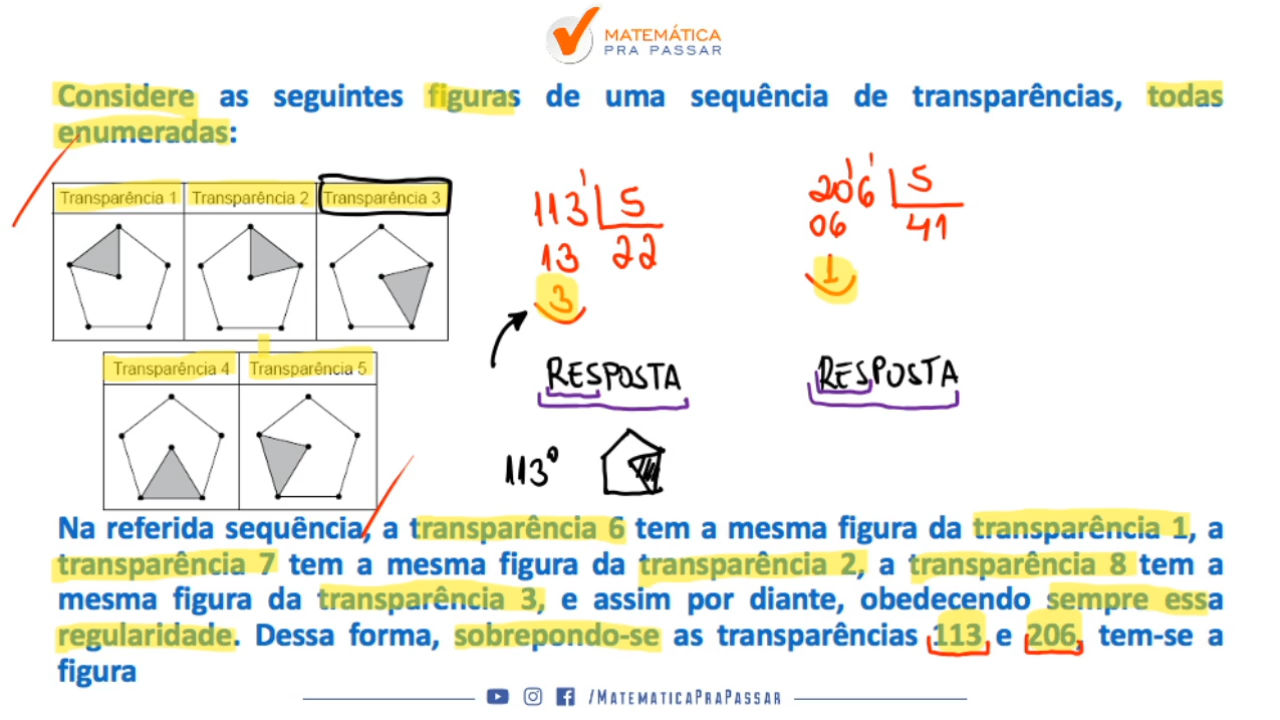 MATEMÁTICA
PRA PASSAR
Considere as seguintes figuras de uma sequência de transparências, todas
enumeradas:
Transparência 1 Transparência 2 Transparência 3
Transparência 4 Transparência 5
113 5
13 22
3
206 5
06 41
1
RESPOSTA RESPOSTA
113º
Na referida sequência, a transparência 6 tem a mesma figura da transparência 1, a
transparência 7 tem a mesma figura da transparência 2, a transparência 8 tem a
mesma figura da transparência 3, e assim por diante, obedecendo sempre essa
regularidade. Dessa forma, sobrepondo-se as transparências 113 e 206, tem-se a
figura
/MATEMATICAPRAPASSAR